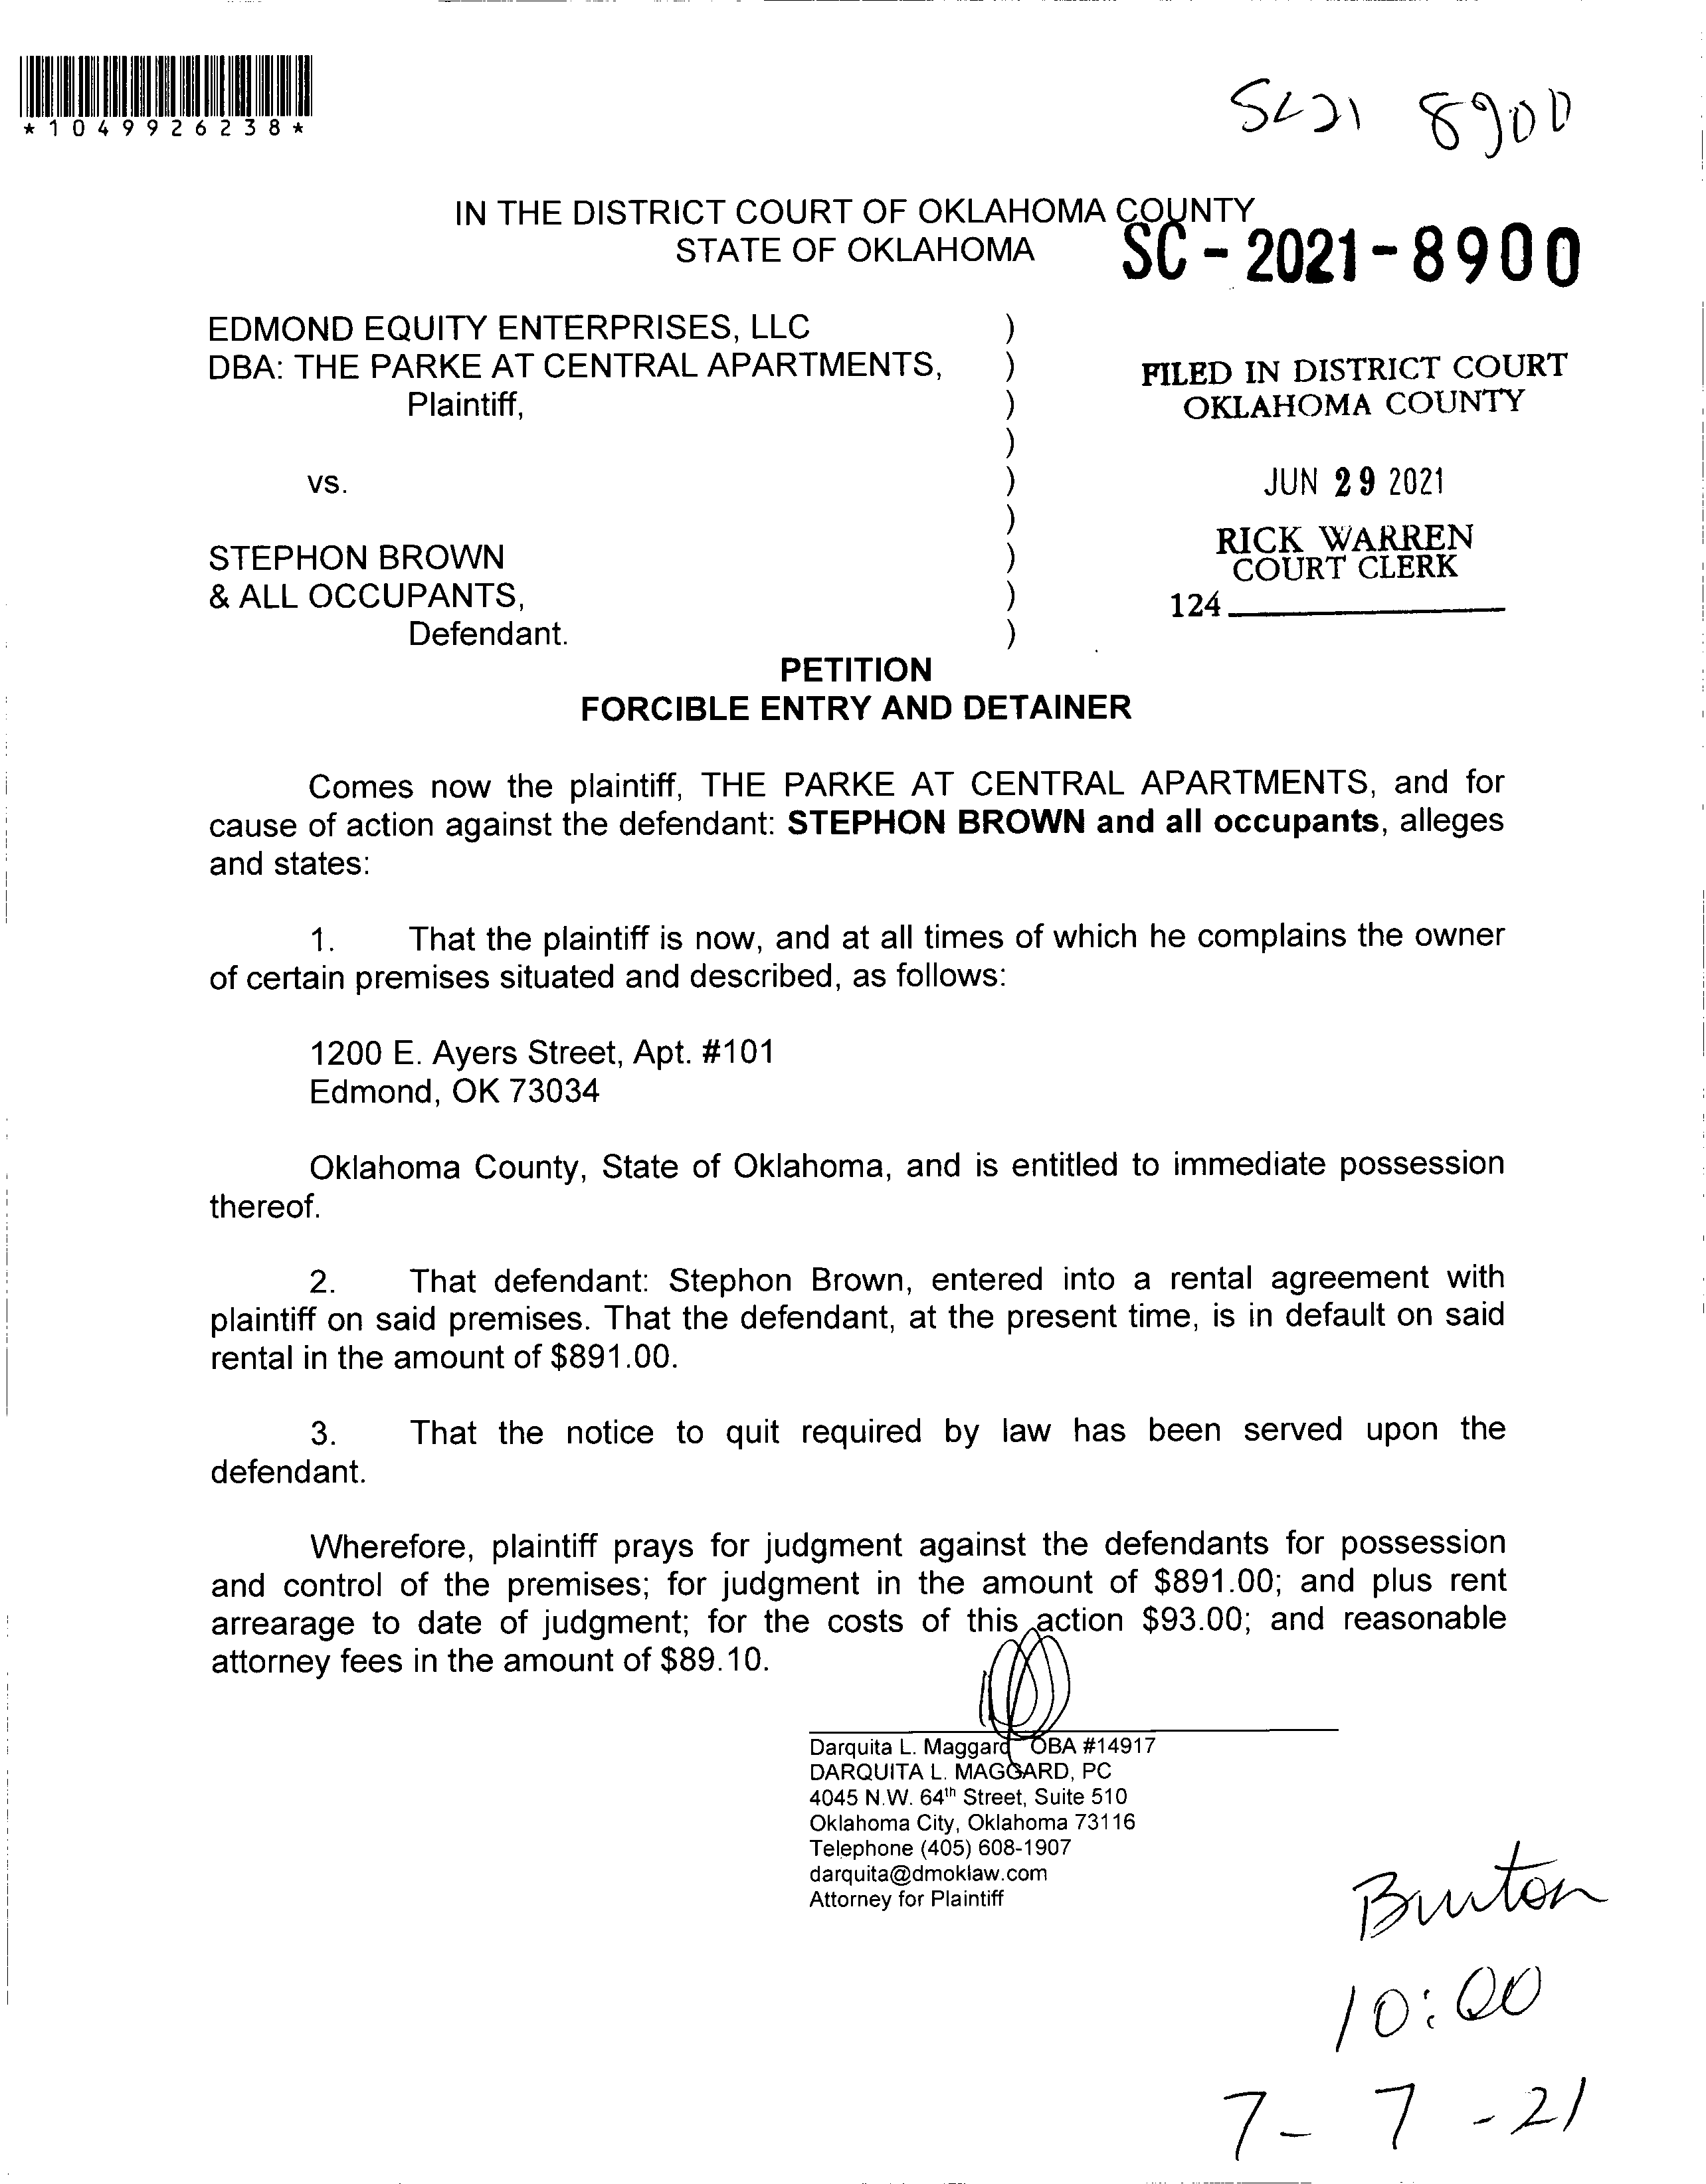 *1049926238*
SC21 8900
IN THE DISTRICT COURT OF OKLAHOMA COUNTY
STATE OF OKLAHOMA
SC - 2021 - 8900
EDMOND EQUITY ENTERPRISES, LLC )
DBA: THE PARKE AT CENTRAL APARTMENTS, )
Plaintiff, )
)
vs. )
)
STEPHON BROWN )
& ALL OCCUPANTS, )
Defendant. )
FILED IN DISTRICT COURT
OKLAHOMA COUNTY
JUN 29 2021
RICK WARREN
COURT CLERK
124
PETITION
FORCIBLE ENTRY AND DETAINER
Comes now the plaintiff, THE PARKE AT CENTRAL APARTMENTS, and for
cause of action against the defendant: STEPHON BROWN and all occupants, alleges
and states:
1. That the plaintiff is now, and at all times of which he complains the owner
of certain premises situated and described, as follows:
1200 E. Ayers Street, Apt. #101
Edmond, OK 73034
Oklahoma County, State of Oklahoma, and is entitled to immediate possession
thereof.
2. That defendant: Stephon Brown, entered into a rental agreement with
plaintiff on said premises. That the defendant, at the present time, is in default on said
rental in the amount of $891.00.
3. That the notice to quit required by law has been served upon the
defendant.
Wherefore, plaintiff prays for judgment against the defendants for possession
and control of the premises; for judgment in the amount of $891.00; and plus rent
arrearage to date of judgment; for the costs of this action $93.00; and reasonable
attorney fees in the amount of $89.10.
Darquita L. Maggard OBA #14917
DARQUITA L. MAGGARD, PC
4045 N.W. 64th Street, Suite 510
Oklahoma City, Oklahoma 73116
Telephone (405) 608-1907
darquita@dmoklaw.com
Attorney for Plaintiff
10:00
7-7-21